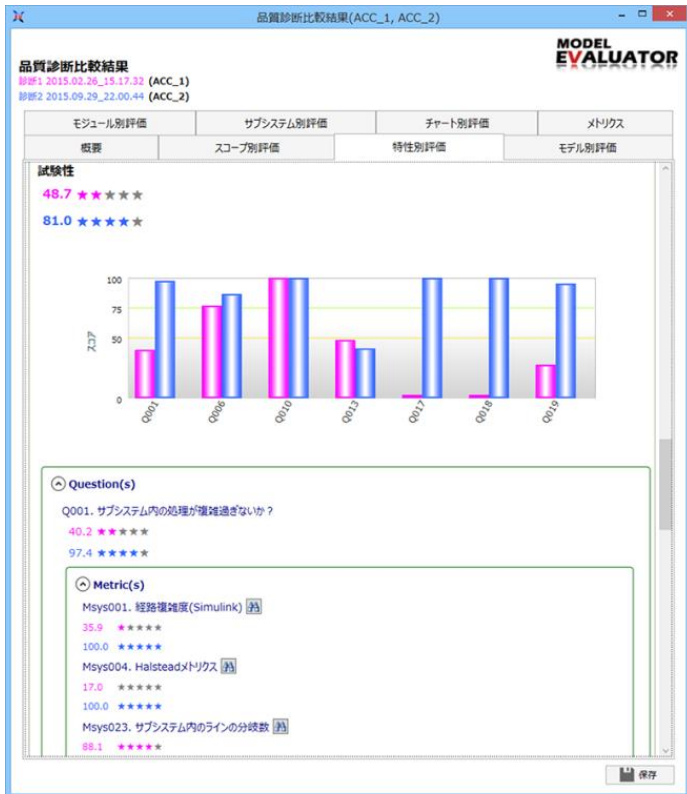 品質診断比較結果(ACC_1, ACC_2)
MODEL
EVALUATOR
品質診断比較結果
診断1 2015.02.26_15.17.32 (ACC_1)
診断2 2015.09.29_22.00.44 (ACC_2)
モジュール別評価 サブシステム別評価 チャート別評価 メトリクス
概要 スコープ別評価 特性別評価 モデル別評価
試験性
48.7 ★★★★★
81.0 ★★★★★
100
75
50
0
スコア
Q001 Q006 Q010 Q013 Q017 Q018 Q019
Question(s)
Q001. サブシステム内の処理が複雑過ぎないか？
40.2 ★★★★★
97.4 ★★★★★
Metric(s)
Msys001. 経路複雑度(Simulink)
35.9 ★★★★★
100.0 ★★★★★
Msys004. Halsteadメトリクス
17.0 ★★★★★
100.0 ★★★★★
Msys023. サブシステム内のラインの分岐数
88.1 ★★★★★
保存